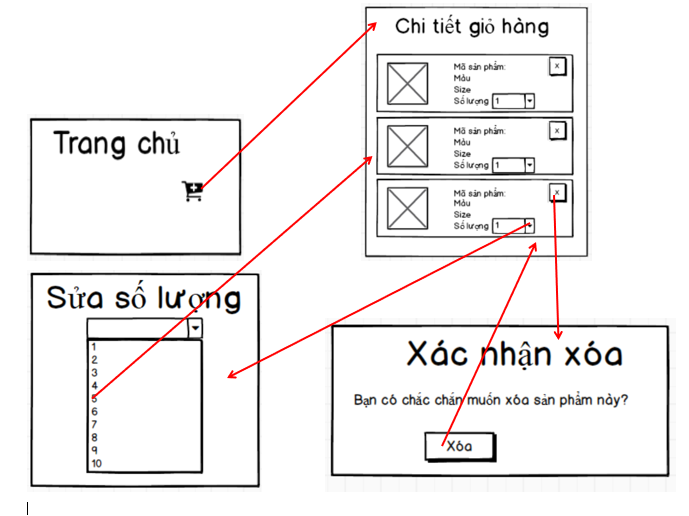 Chi tiết giỏ hàng
Mã sản phẩm:
Màu
Size
Số lượng 1
x
Mã sản phẩm:
Màu
Size
Số lượng 1
x
Mã sản phẩm:
Màu
Size
Số lượng 1
x
Trang chủ
Sửa số lượng
1
2
3
4
5
6
7
8
9
10
Xác nhận xóa
Bạn có chắc chắn muốn xóa sản phẩm này?
Xóa